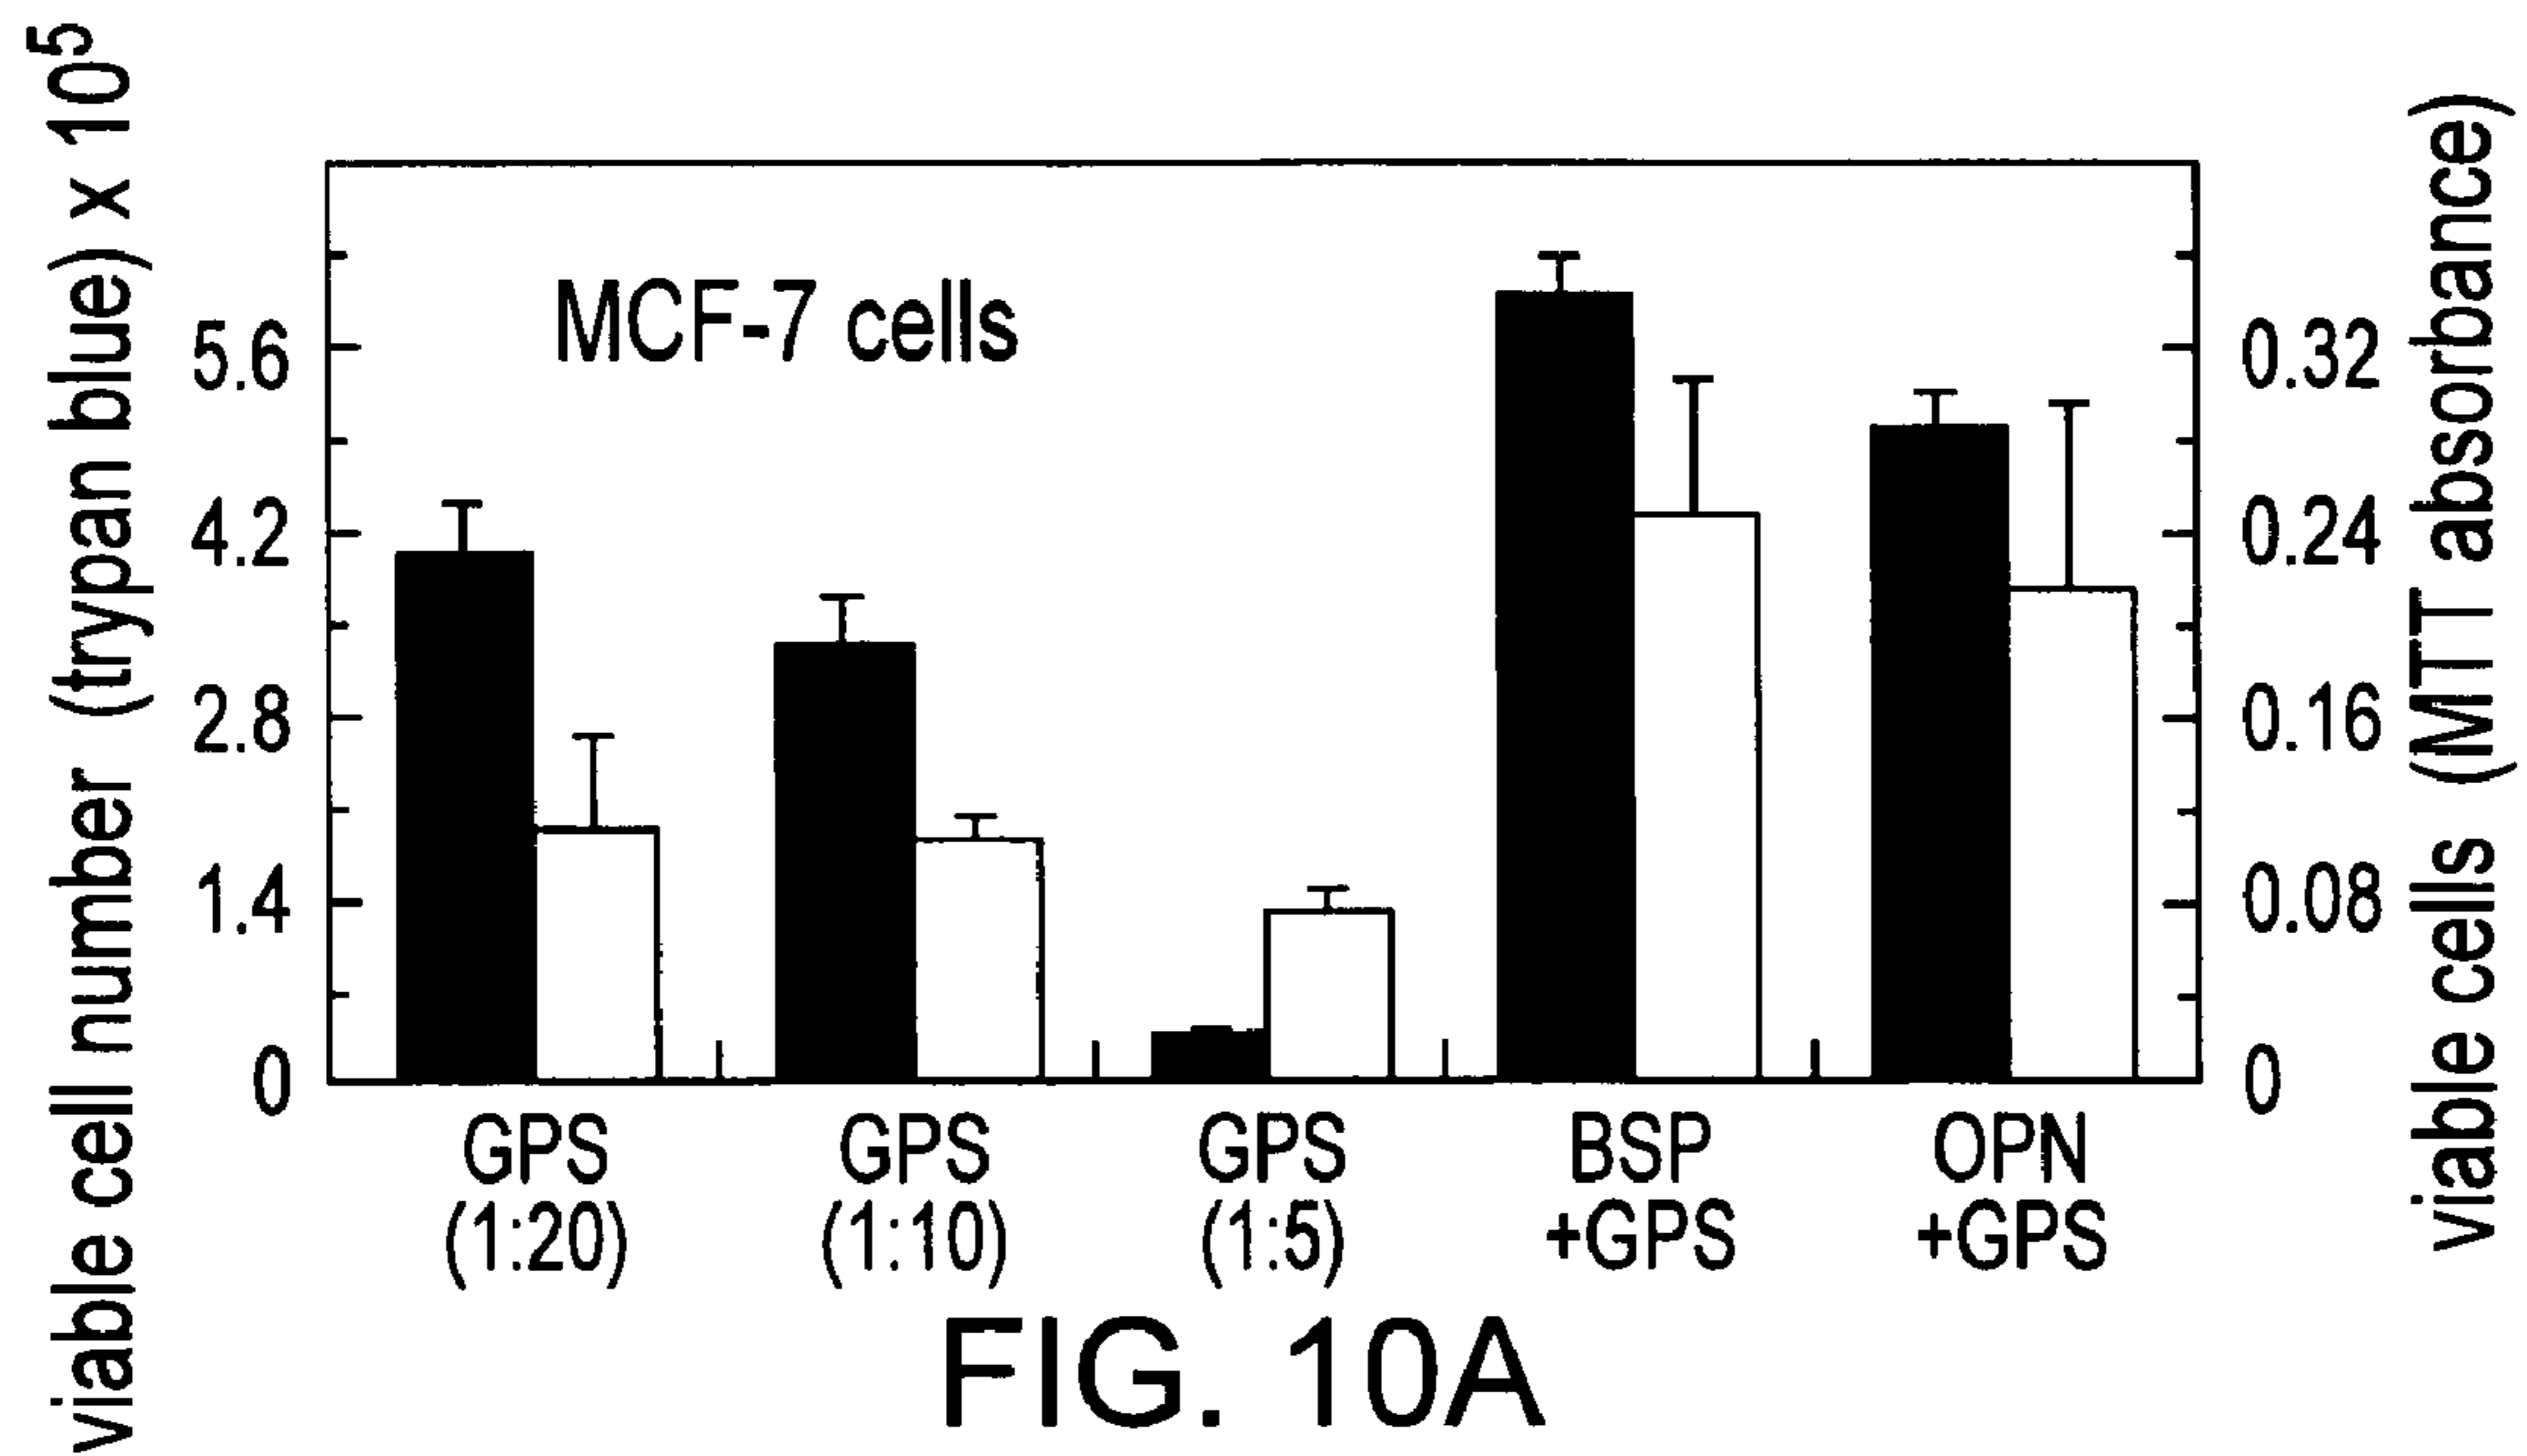 viable cell number (trypan blue) x 10⁵
5.6
4.2
2.8
1.4
0
MCF-7 cells
0.32
0.24
0.16
0.08
0
viable cells (MTT absorbance)
GPS
(1:20)
GPS
(1:10)
GPS
(1:5)
BSP
+GPS
OPN
+GPS
FIG. 10A